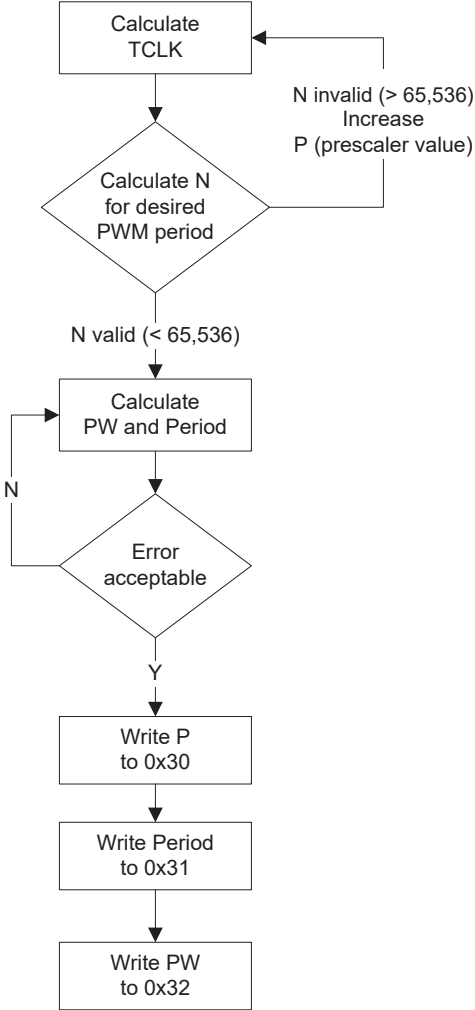 Calculate
TCLK
N invalid (> 65,536)
Increase
P (prescaler value)
Calculate N
for desired
PWM period
N valid (< 65,536)
Calculate
PW and Period
N
Error
acceptable
Y
Write P
to 0x30
Write Period
to 0x31
Write PW
to 0x32